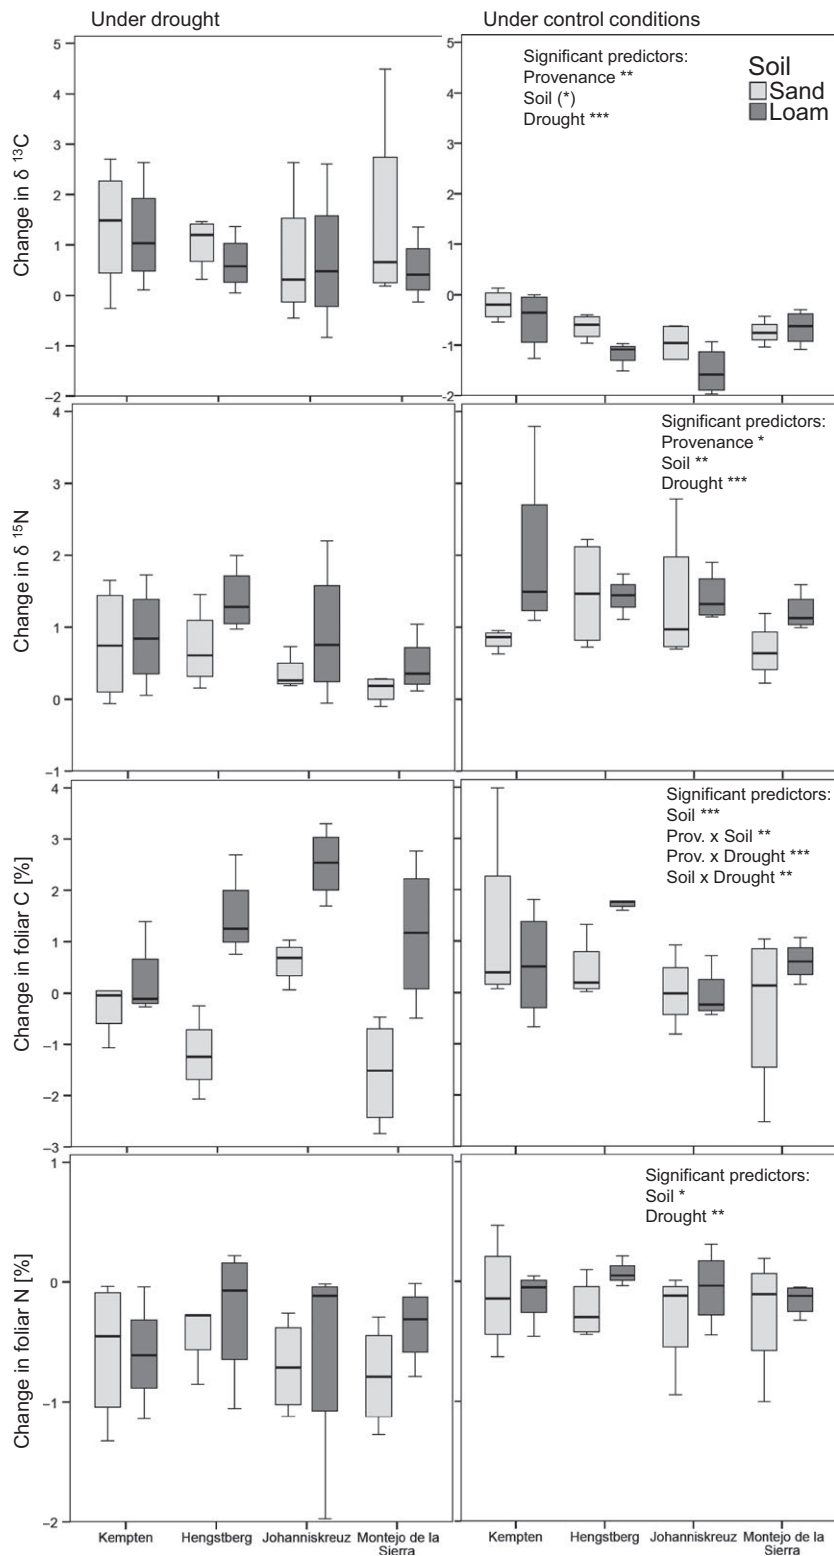 Under drought
Under control conditions
Change in δ ¹³C
5
4
3
2
1
0
−1
−2
5
4
3
2
1
0
-1
-2
Significant predictors:
Provenance **
Soil (*)
Drought ***
Soil
Sand
Loam
Change in δ ¹⁵N
4
3
2
1
0
−1
Significant predictors:
Provenance *
Soil **
Drought ***
Change in foliar C [%]
4
3
2
1
0
−1
−2
−3
Significant predictors:
Soil ***
Prov. x Soil **
Prov. x Drought ***
Soil x Drought **
Change in foliar N [%]
1
0
−1
−2
Significant predictors:
Soil *
Drought **
Kempten
Hengstberg
Johanniskreuz
Montejo de la
Sierra
Kempten
Hengstberg
Johanniskreuz
Montejo de la
Sierra